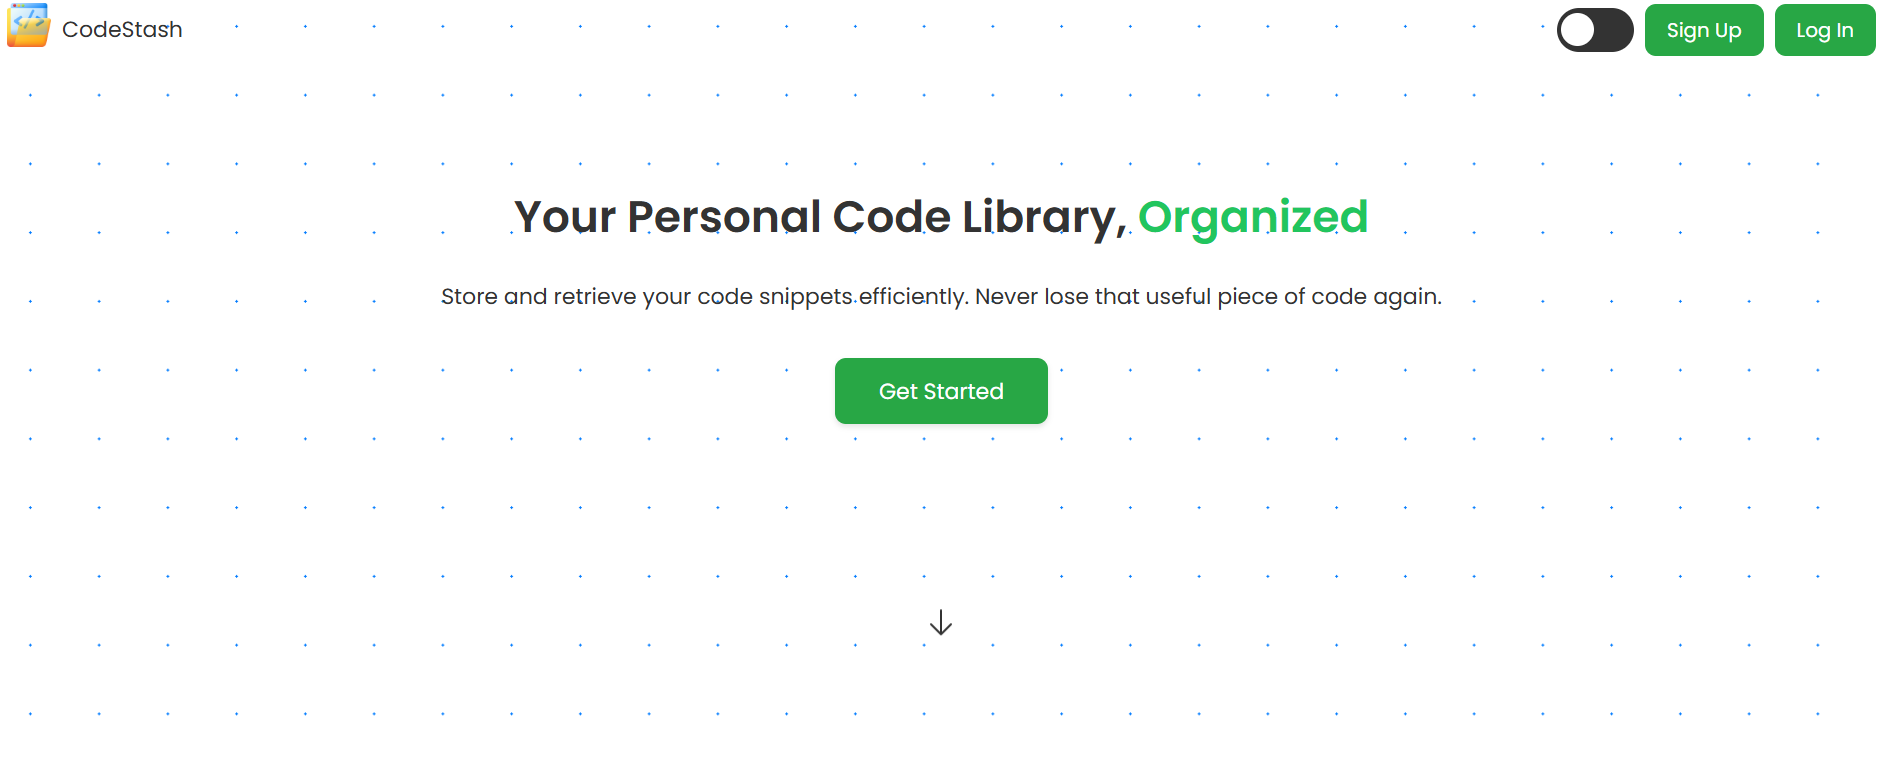 CodeStash
Sign Up
Log In
Your Personal Code Library, Organized
Store and retrieve your code snippets efficiently. Never lose that useful piece of code again.
Get Started